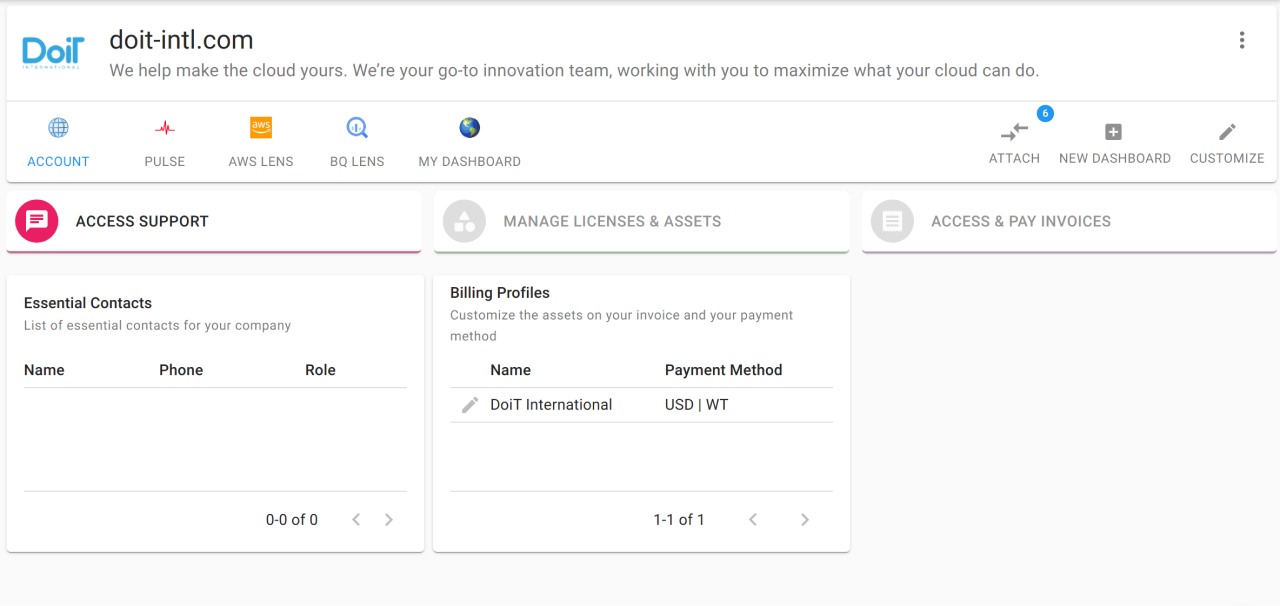 DoiT
INTERNATIONAL
doit-intl.com
We help make the cloud yours. We’re your go-to innovation team, working with you to maximize what your cloud can do.
ACCOUNT
PULSE
aws
AWS LENS
BQ LENS
MY DASHBOARD
6
ATTACH
NEW DASHBOARD
CUSTOMIZE
ACCESS SUPPORT
MANAGE LICENSES & ASSETS
ACCESS & PAY INVOICES
Essential Contacts
List of essential contacts for your company
Name Phone Role
0-0 of 0
Billing Profiles
Customize the assets on your invoice and your payment
method
Name Payment Method
DoiT International USD | WT
1-1 of 1